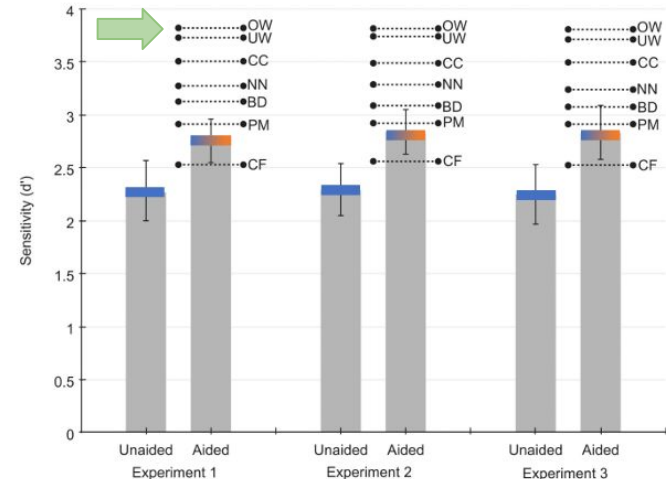 4
3.5
3
2.5
2
1.5
1
0.5
0
Sensitivity (d')
OW
UW
CC
NN
BD
PM
CF
OW
UW
CC
NN
BD
PM
CF
OW
UW
CC
NN
BD
PM
CF
Unaided Aided Unaided Aided Unaided Aided
Experiment 1 Experiment 2 Experiment 3